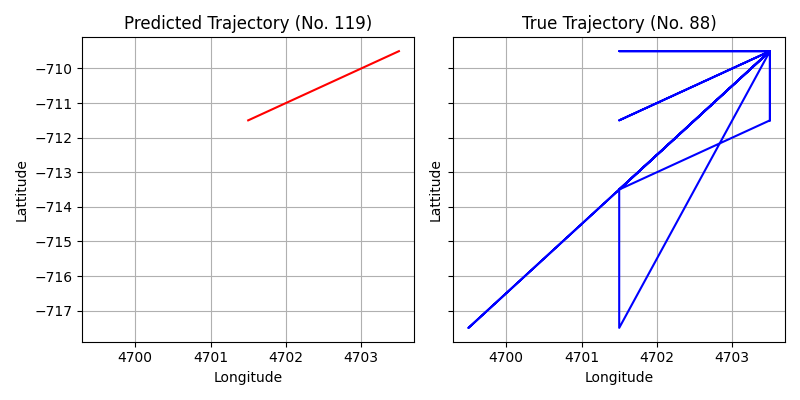 Predicted Trajectory (No. 119)
True Trajectory (No. 88)
Lattitude
−710
−711
−712
−713
−714
−715
−716
−717
4700
4701
4702
4703
Longitude
Lattitude
4700
4701
4702
4703
Longitude